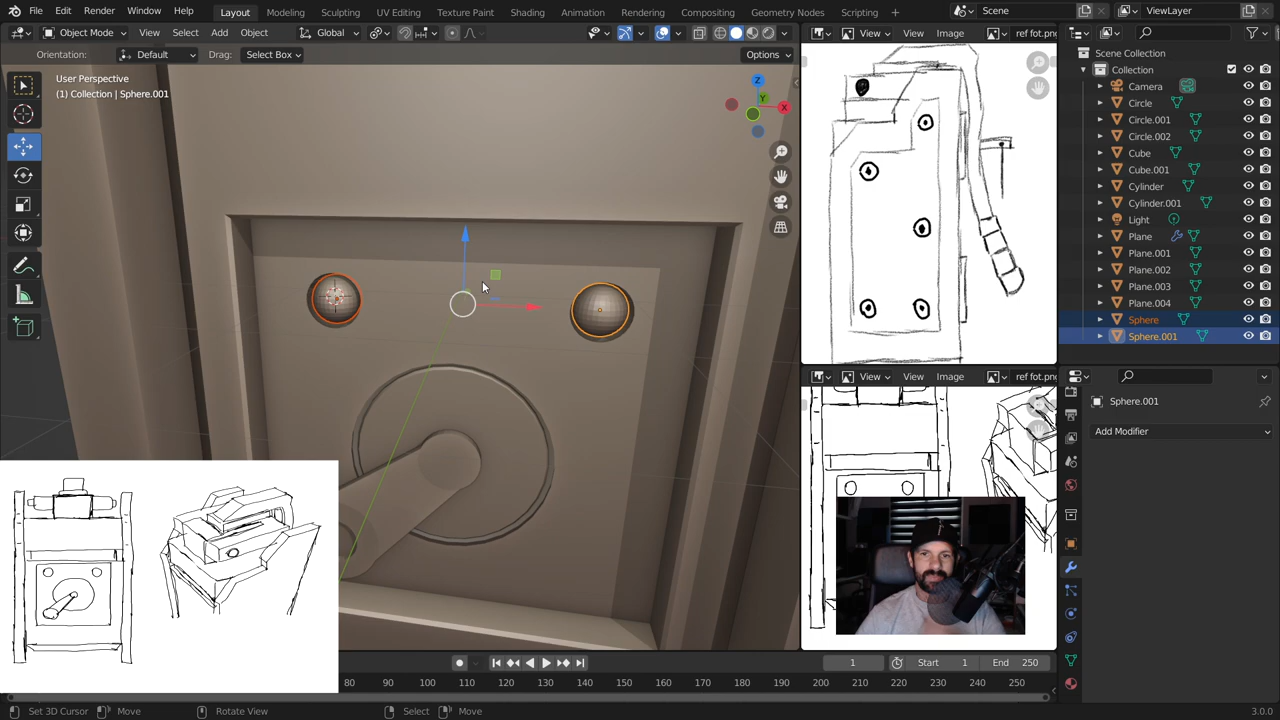 File Edit Render Window Help Layout Modeling Sculpting UV Editing Texture Paint Shading Animation Rendering Compositing Geometry Nodes Scripting Scene ViewLayer
Object Mode View Select Add Object Global View Image ref fot.png
Orientation: Default Drag: Select Box Options
User Perspective
(1) Collection | Sphere.001
Z
Y
X
Scene Collection
Collection
Camera
Circle
Circle.001
Circle.002
Cube
Cube.001
Cylinder
Cylinder.001
Light
Plane
Plane.001
Plane.002
Plane.003
Plane.004
Sphere
Sphere.001
View View Image ref fot.png
Sphere.001
Add Modifier
1 Start 1 End 250
80 90 100 110 120 130 140 150 160 170 180 190 200 210 220 230 240 250
Set 3D Cursor Move Rotate View Select Move 3.0.0